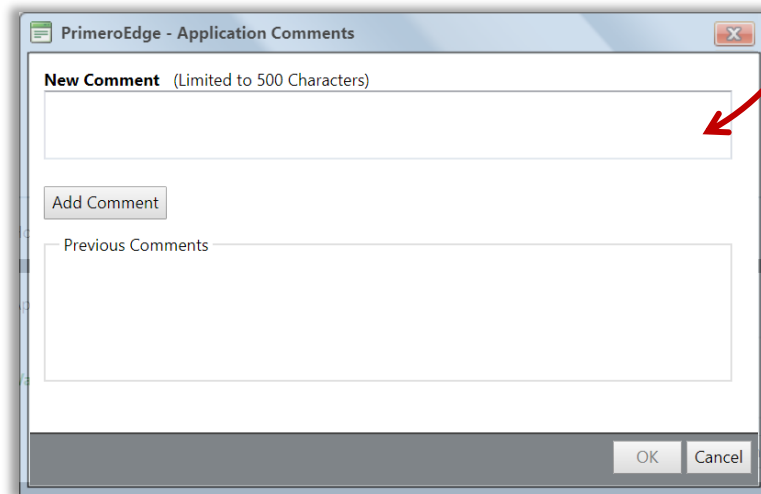 PrimeroEdge - Application Comments
New Comment (Limited to 500 Characters)
Add Comment
Previous Comments
OK Cancel